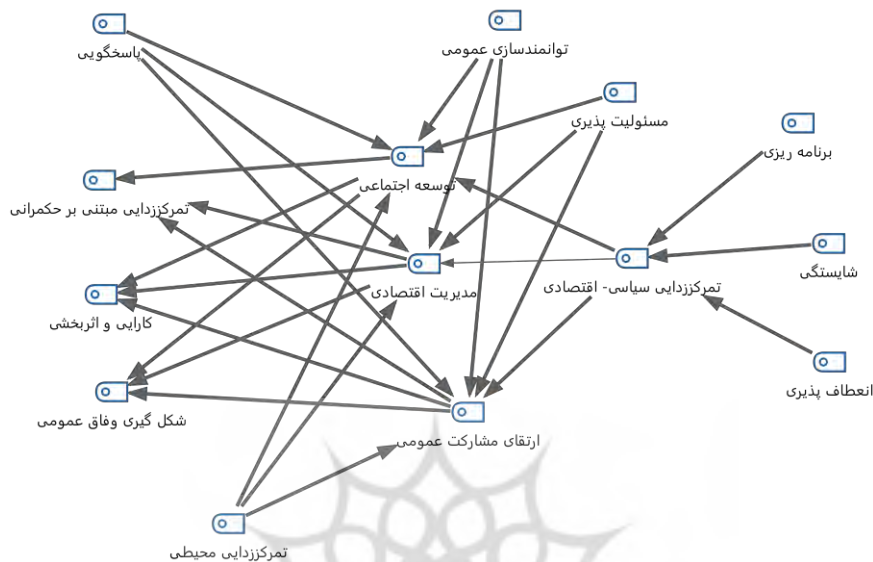 توانمندسازی عمومی
پاسخگویی
مسئولیت پذیری
برنامه ریزی
توسعه اجتماعی
تمرکززدایی مبتنی بر حکمرانی
شایستگی
تمرکززدایی سیاسی- اقتصادی
مدیریت اقتصادی
کارایی و اثربخشی
انعطاف پذیری
شکل گیری وفاق عمومی
ارتقای مشارکت عمومی
تمرکززدایی محیطی